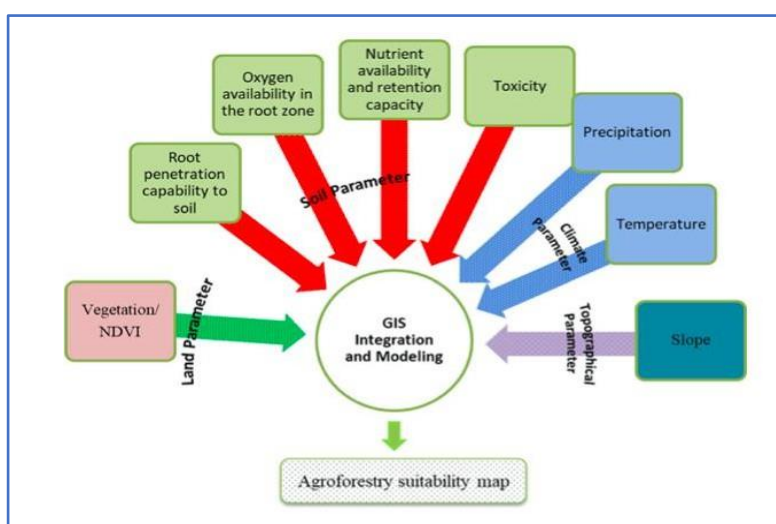 Nutrient
availability
and retention
capacity
Oxygen
availability in
the root zone
Toxicity
Precipitation
Root
penetration
capability to
soil
Soil Parameter
Climate
Parameter
Temperature
Vegetation/
NDVI
Land Parameter
GIS
Integration
and Modeling
Topographical
Parameter
Slope
Agroforestry suitability map